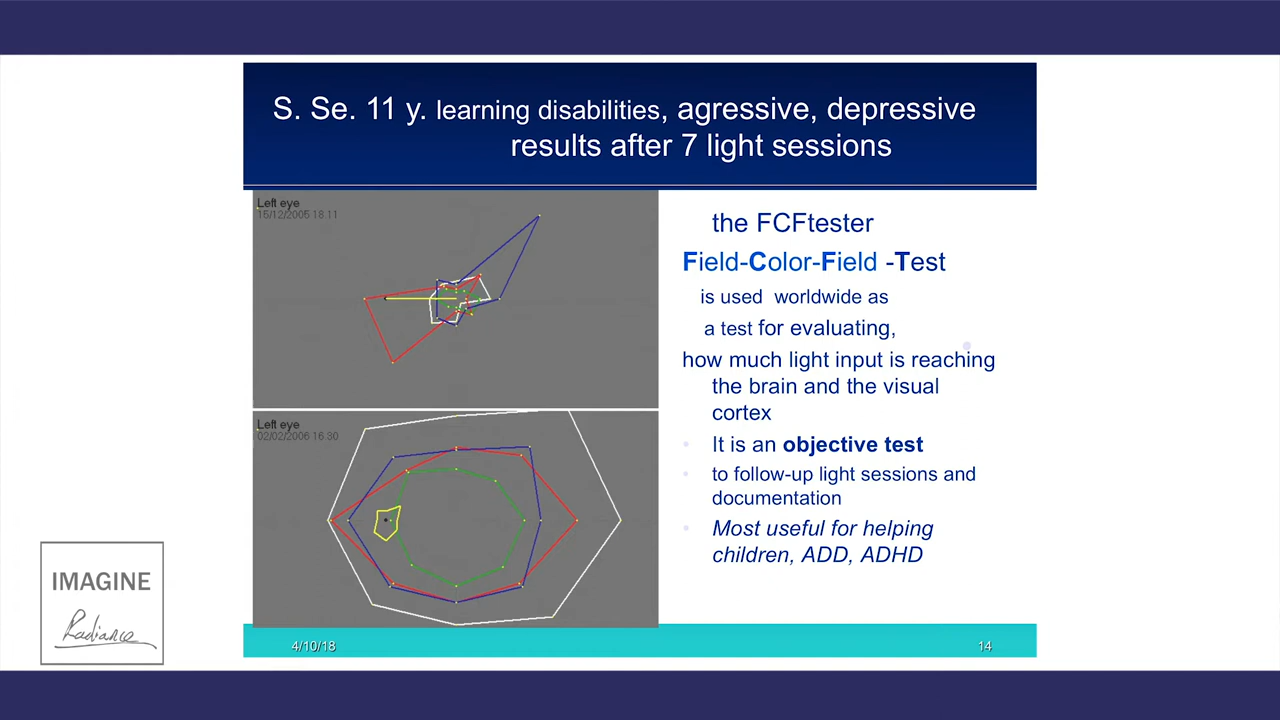 S. Se. 11 y. learning disabilities, agressive, depressive
results after 7 light sessions
Left eye
15/12/2005 18.11
Left eye
02/02/2006 16.30
the FCFtester
Field-Color-Field -Test
is used worldwide as
a test for evaluating,
how much light input is reaching
the brain and the visual
cortex
It is an objective test
to follow-up light sessions and
documentation
Most useful for helping
children, ADD, ADHD
IMAGINE
Radiance
4/10/18
14